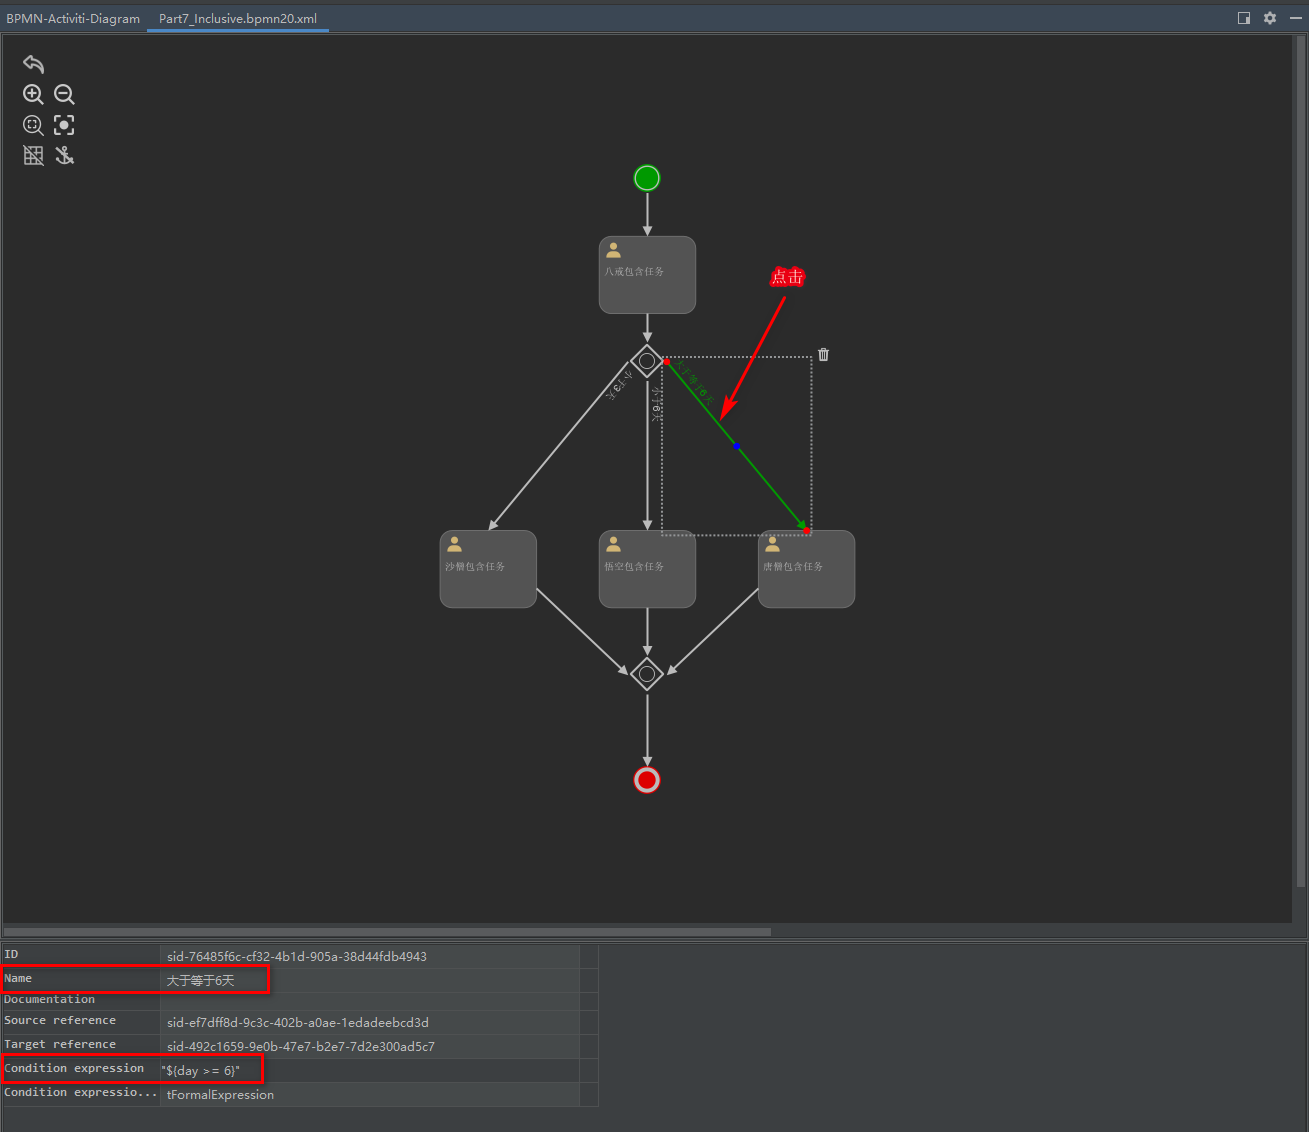 BPMN-Activiti-Diagram Part7_Inclusive.bpmn20.xml
八戒包含任务
点击
小于3天
小于6天
大于等于6天
沙僧包含任务
悟空包含任务
唐僧包含任务
ID sid-76485f6c-cf32-4b1d-905a-38d44fdb4943
Name 大于等于6天
Documentation
Source reference sid-ef7dff8d-9c3c-402b-a0ae-1edadeebcd3d
Target reference sid-492c1659-9e0b-47e7-b2e7-7d2e300ad5c7
Condition expression "${day >= 6}"
Condition expressio... tFormalExpression